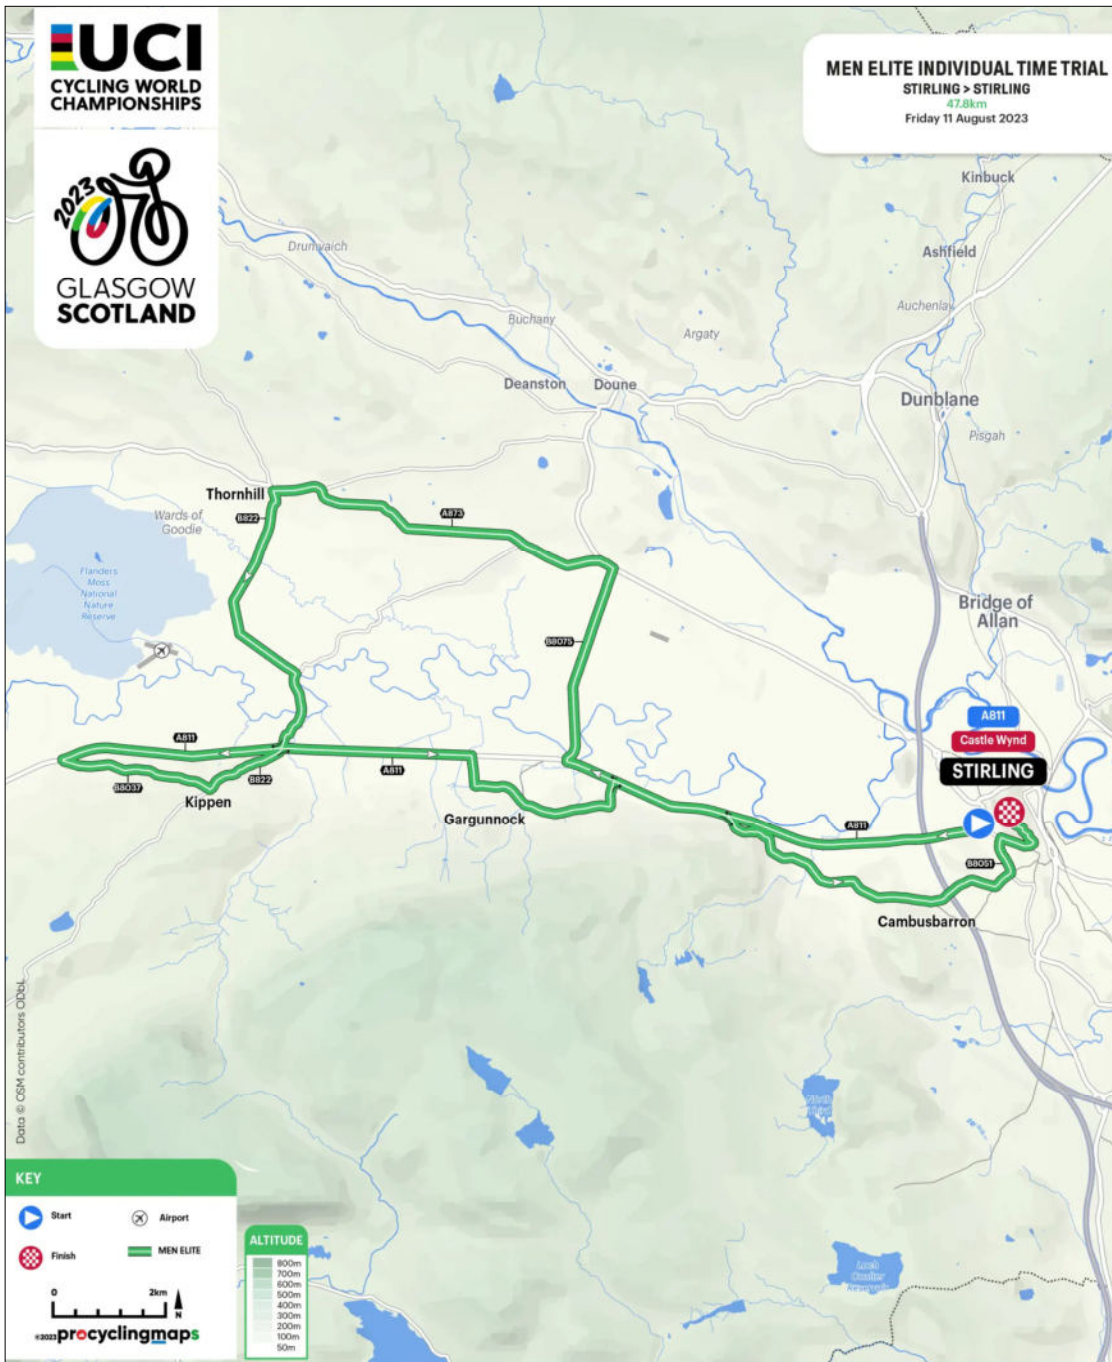 UCI
CYCLING WORLD
CHAMPIONSHIPS
2023
GLASGOW
SCOTLAND
MEN ELITE INDIVIDUAL TIME TRIAL
STIRLING > STIRLING
47.8km
Friday 11 August 2023
Kinbuck
Drumvaich
Ashfield
Auchenlay
Buchany
Argaty
Deanston
Doune
Dunblane
Pisgah
Thornhill
B822
Wards of
Goodie
A873
Flanders
Moss
National
Nature
Reserve
Bridge of
Allan
B8075
A811
Castle Wynd
STIRLING
A811
A811
B8037
B822
Kippen
Gargunnock
A811
B8051
Cambusbarron
Data © OSM contributors ODbL
Loch
Coulter
Reservoir
KEY
Start
Airport
Finish
MEN ELITE
0 2km
N
©2023 procyclingmaps
ALTITUDE
800m
700m
600m
500m
400m
300m
200m
100m
50m